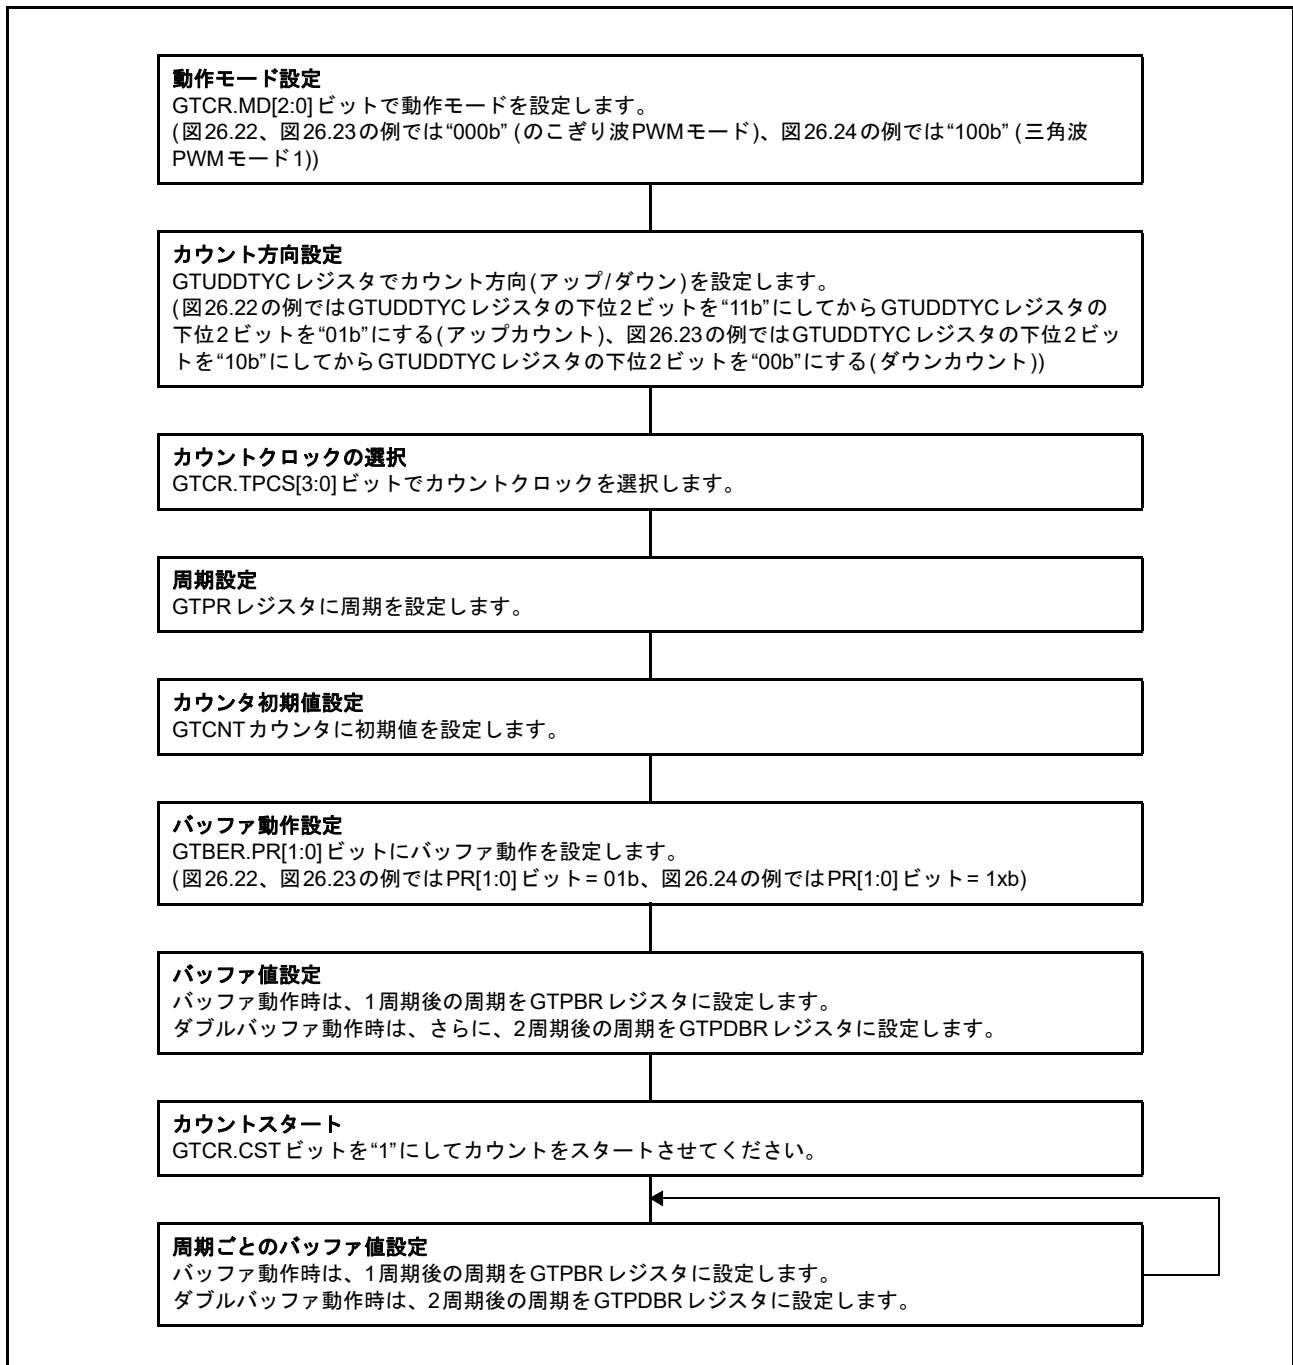 動作モード設定
GTCR.MD[2:0]ビットで動作モードを設定します。
(図26.22、図26.23の例では“000b” (のこぎり波PWMモード)、図26.24の例では“100b” (三角波
PWMモード1))
カウント方向設定
GTUDDTYCレジスタでカウント方向(アップ/ダウン)を設定します。
(図26.22の例ではGTUDDTYCレジスタの下位2ビットを“11b”にしてからGTUDDTYCレジスタの
下位2ビットを“01b”にする(アップカウント)、図26.23の例ではGTUDDTYCレジスタの下位2ビッ
トを“10b”にしてからGTUDDTYCレジスタの下位2ビットを“00b”にする(ダウンカウント))
カウントクロックの選択
GTCR.TPCS[3:0]ビットでカウントクロックを選択します。
周期設定
GTPRレジスタに周期を設定します。
カウンタ初期値設定
GTCNTカウンタに初期値を設定します。
バッファ動作設定
GTBER.PR[1:0]ビットにバッファ動作を設定します。
(図26.22、図26.23の例ではPR[1:0]ビット= 01b、図26.24の例ではPR[1:0]ビット= 1xb)
バッファ値設定
バッファ動作時は、1周期後の周期をGTPBRレジスタに設定します。
ダブルバッファ動作時は、さらに、2周期後の周期をGTPDBRレジスタに設定します。
カウントスタート
GTCR.CSTビットを“1”にしてカウントをスタートさせてください。
周期ごとのバッファ値設定
バッファ動作時は、1周期後の周期をGTPBRレジスタに設定します。
ダブルバッファ動作時は、2周期後の周期をGTPDBRレジスタに設定します。